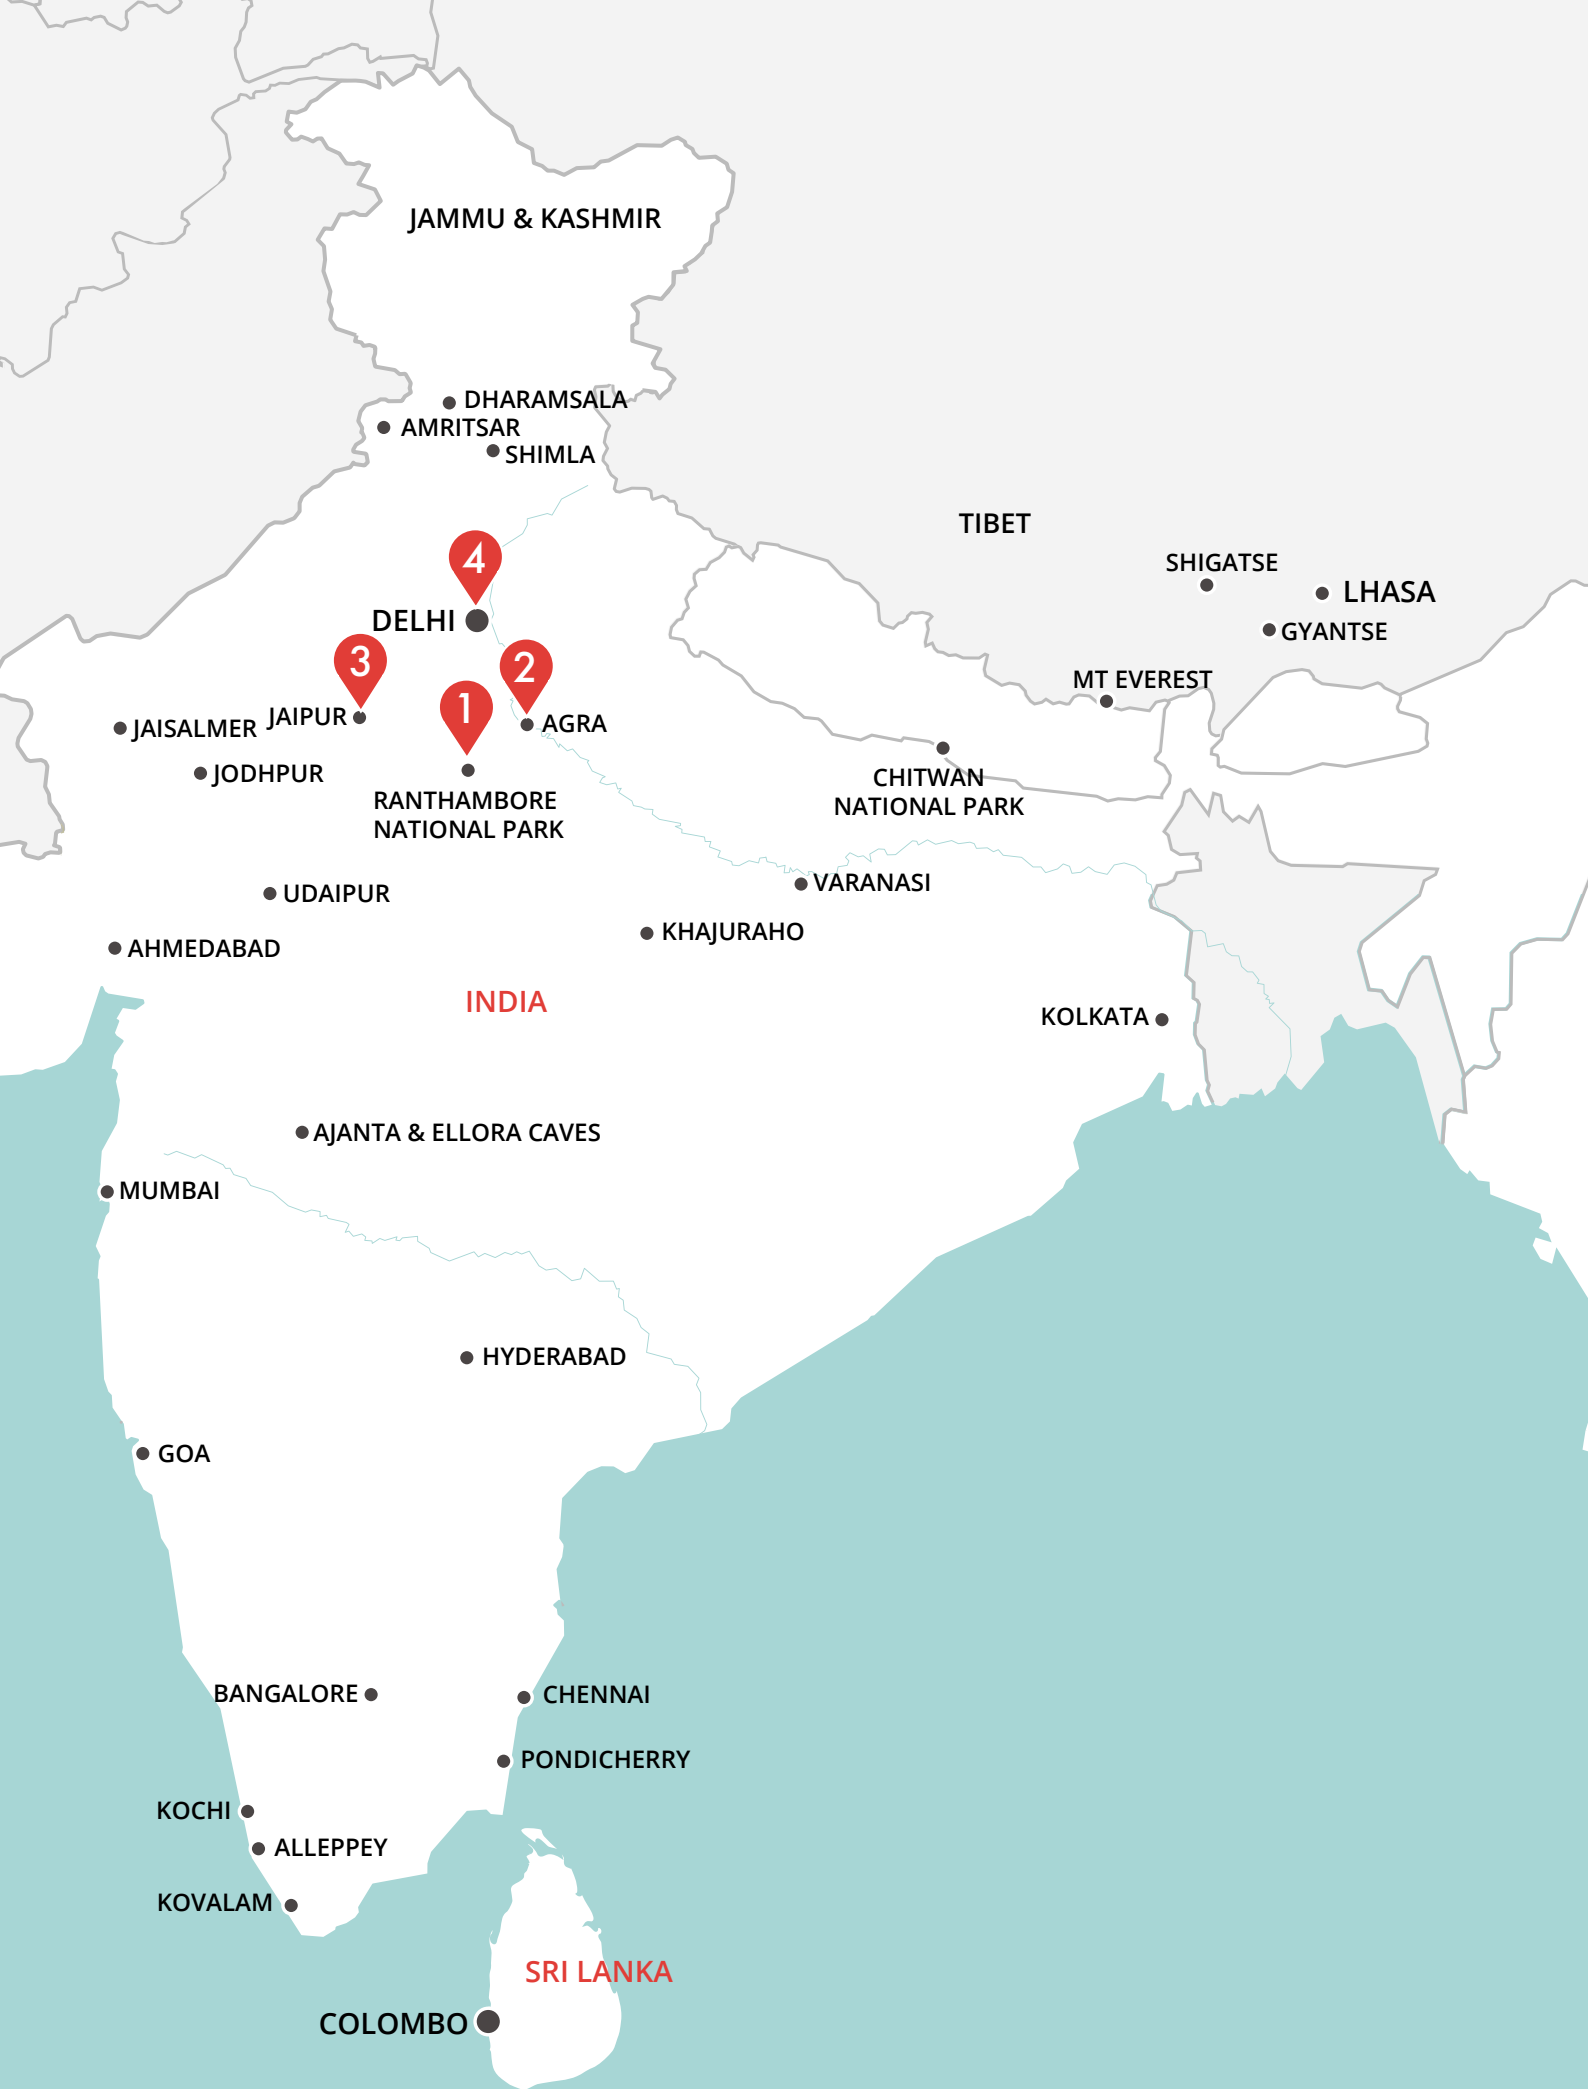 JAMMU & KASHMIR
DHARAMSALA
AMRITSAR
SHIMLA
TIBET
4
SHIGATSE
LHASA
DELHI
GYANTSE
3
2
MT EVEREST
1
JAISALMER
JAIPUR
AGRA
JODHPUR
CHITWAN
NATIONAL PARK
RANTHAMBORE
NATIONAL PARK
VARANASI
UDAIPUR
KHAJURAHO
AHMEDABAD
INDIA
KOLKATA
AJANTA & ELLORA CAVES
MUMBAI
HYDERABAD
GOA
BANGALORE
CHENNAI
PONDICHERRY
KOCHI
ALLEPPEY
KOVALAM
SRI LANKA
COLOMBO